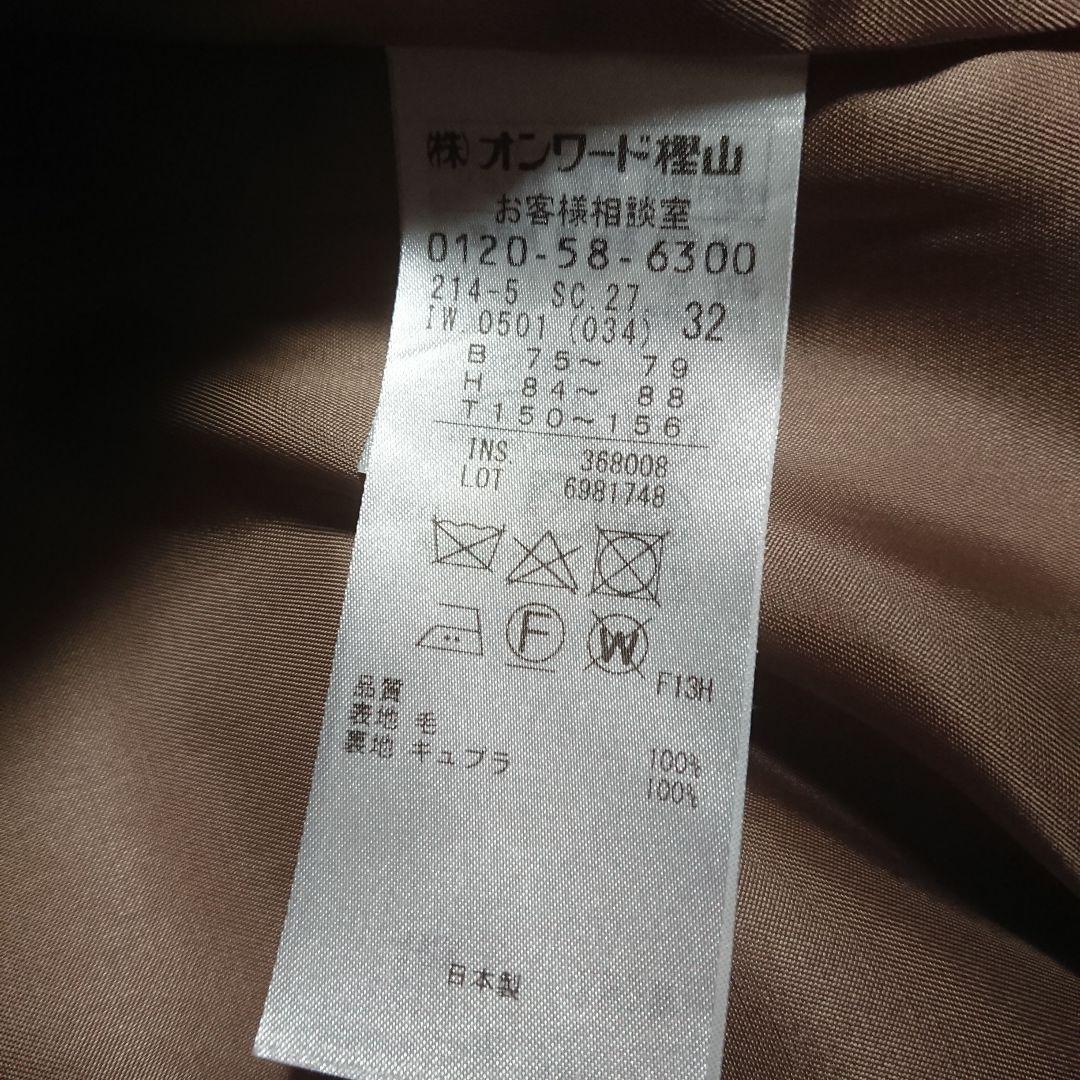 ㈱オンワード樫山
お客様相談室
0120-58-6300
214-5 SC.27.
IW.0501 (034) 32
B 75～79
H 84～88
T150～156
INS. 368008
LOT 6981748
F
W
F13H
品質
表地 毛 100%
裏地 キュプラ 100%
日本製